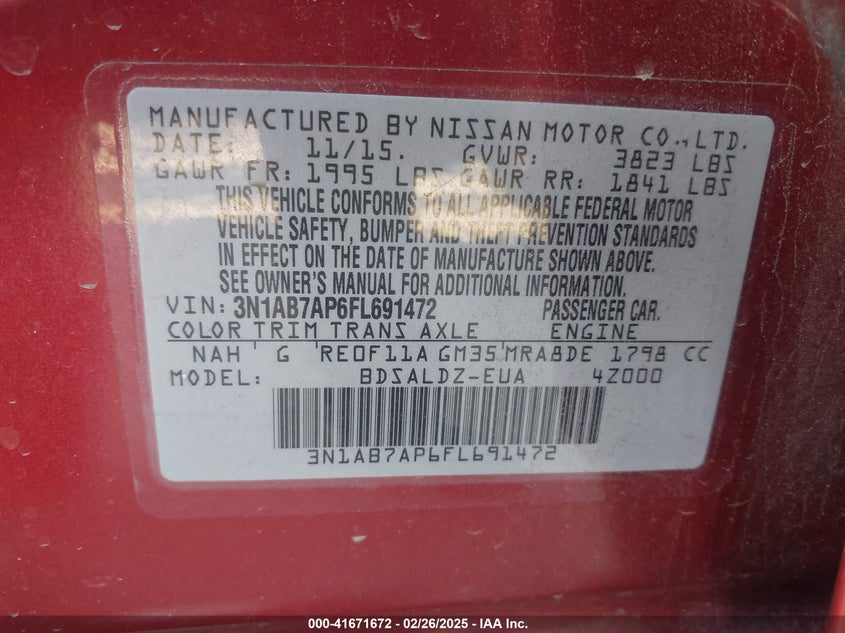 MANUFACTURED BY NISSAN MOTOR CO., LTD.
DATE: 11/15. GVWR: 3823 LBS
GAWR FR: 1995 LBS GAWR RR: 1841 LBS
THIS VEHICLE CONFORMS TO ALL APPLICABLE FEDERAL MOTOR
VEHICLE SAFETY, BUMPER AND THEFT PREVENTION STANDARDS
IN EFFECT ON THE DATE OF MANUFACTURE SHOWN ABOVE.
SEE OWNER'S MANUAL FOR ADDITIONAL INFORMATION.
VIN: 3N1AB7AP6FL691472 PASSENGER CAR.
COLOR TRIM TRANS AXLE ENGINE
NAH G RE0F11A GM35 MRA8DE 1798 CC
MODEL: BDSALDZ-EUA 4Z000
3N1AB7AP6FL691472
000-41671672 - 02/26/2025 - IAA Inc.